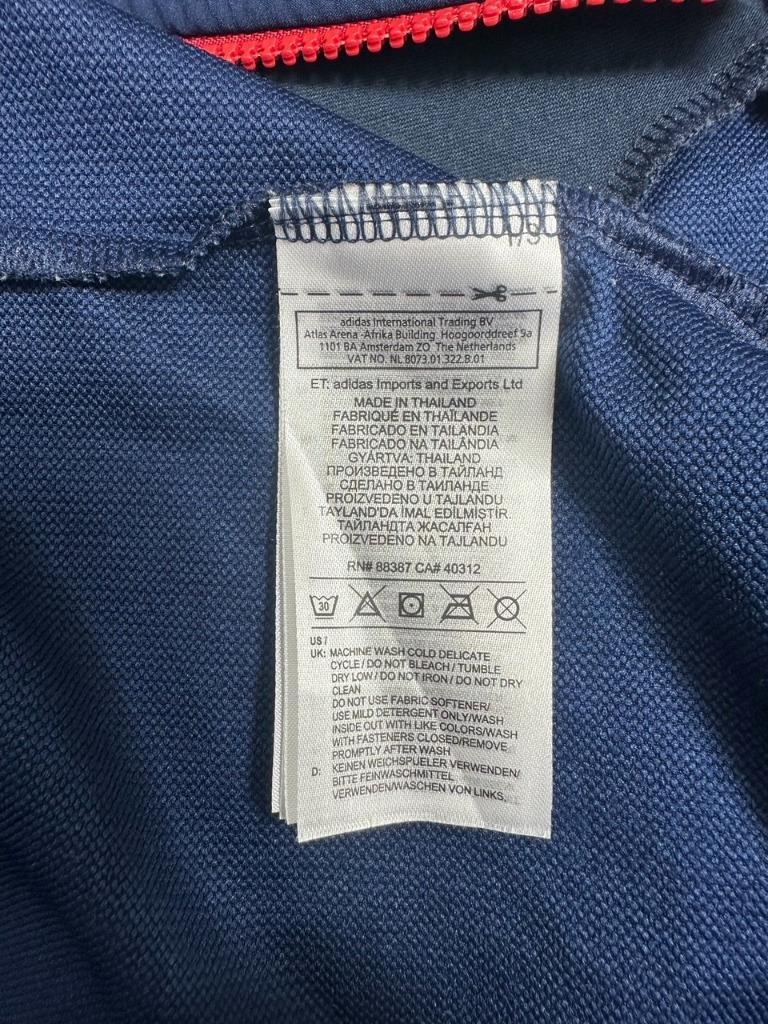 adidas International Trading BV
Atlas Arena -Afrika Building Hoogoorddreef 9a
1101 BA Amsterdam ZO The Netherlands
VAT NO. NL 8073.01.322.B.01
ET: adidas Imports and Exports Ltd
MADE IN THAILAND
FABRIQUÉ EN THAÏLANDE
FABRICADO EN TAILANDIA
FABRICADO NA TAILÂNDIA
GYÁRTVA: THAILAND
ПРОИЗВЕДЕНО В ТАЙЛАНД
СДЕЛАНО В ТАИЛАНДЕ
PROIZVEDENO U TAJLANDU
TAYLAND'DA İMAL EDİLMİŞTİR.
ТАЙЛАНДТА ЖАСАЛҒАН
PROIZVEDENO NA TAJLANDU
RN# 88387 CA# 40312
30
US /
UK: MACHINE WASH COLD DELICATE
CYCLE / DO NOT BLEACH / TUMBLE
DRY LOW / DO NOT IRON / DO NOT DRY
CLEAN
DO NOT USE FABRIC SOFTENER/
USE MILD DETERGENT ONLY/WASH
INSIDE OUT WITH LIKE COLORS/WASH
WITH FASTENERS CLOSED/REMOVE
PROMPTLY AFTER WASH
D: KEINEN WEICHSPUELER VERWENDEN/
BITTE FEINWASCHMITTEL
VERWENDEN/WASCHEN VON LINKS,